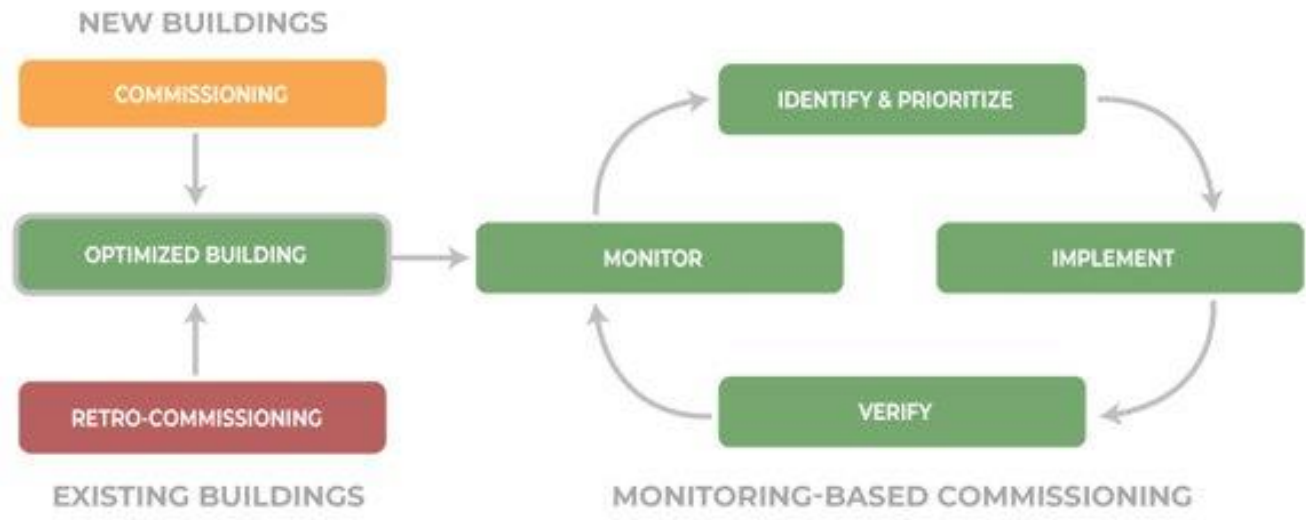 NEW BUILDINGS
COMMISSIONING
OPTIMIZED BUILDING
RETRO-COMMISSIONING
EXISTING BUILDINGS
IDENTIFY & PRIORITIZE
MONITOR
IMPLEMENT
VERIFY
MONITORING-BASED COMMISSIONING